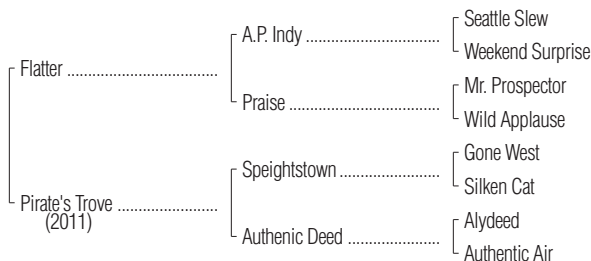 Seattle Slew
A.P. Indy
Weekend Surprise
Flatter
Mr. Prospector
Praise
Wild Applause
Gone West
Speightstown
Silken Cat
Pirate's Trove
(2011)
Alydeed
Authenic Deed
Authentic Air